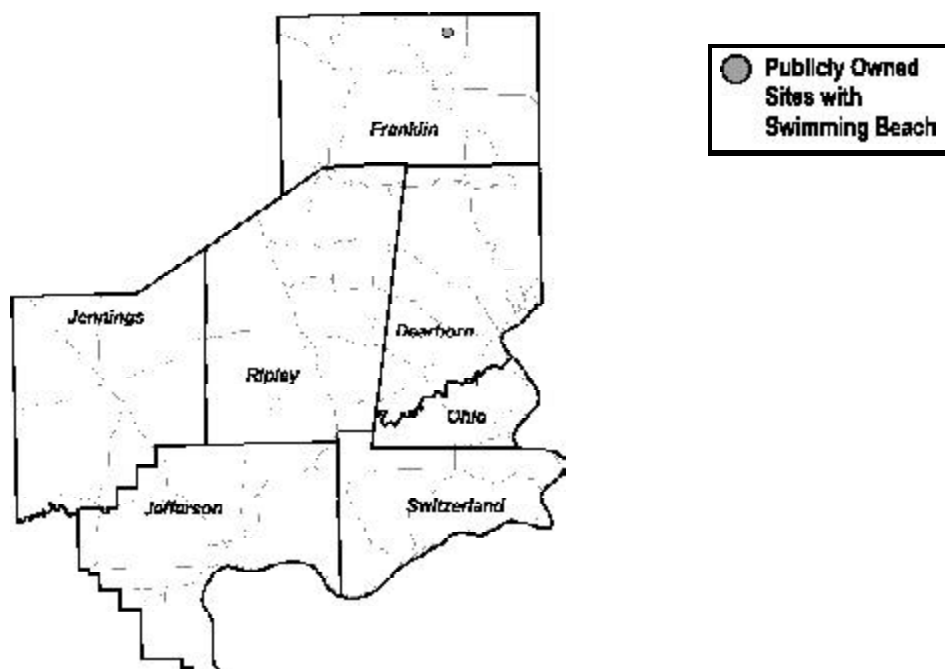 Publicly Owned
Sites with
Swimming Beach
Franklin
Jennings
Dearborn
Ripley
Ohio
Jefferson
Switzerland